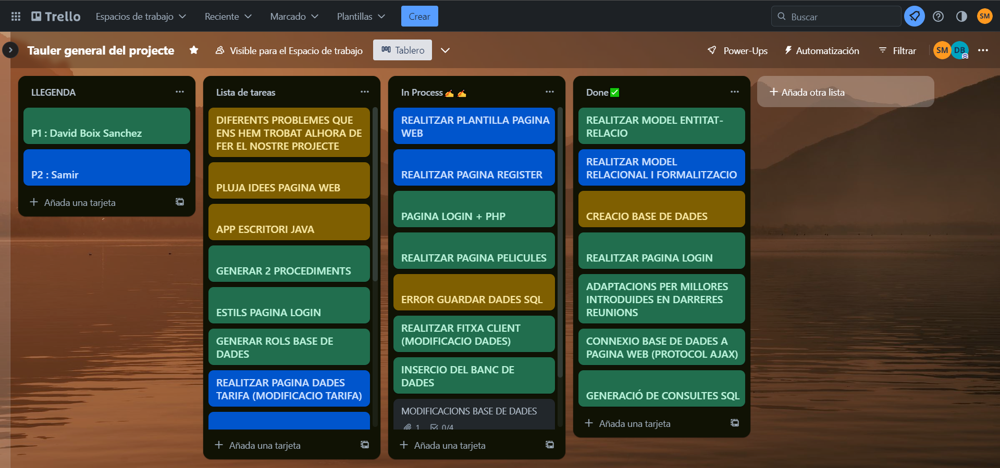 Trello
Espacios de trabajo
Reciente
Marcado
Plantillas
Crear
Buscar
SM
Tauler general del projecte
Visible para el Espacio de trabajo
Tablero
Power-Ups
Automatización
Filtrar
SM
DB
LLEGENDA
P1 : David Boix Sanchez
P2 : Samir
Añada una tarjeta
Lista de tareas
DIFERENTS PROBLEMES QUE
ENS HEM TROBAT ALHORA DE
FER EL NOSTRE PROJECTE
PLUJA IDEES PAGINA WEB
APP ESCRITORI JAVA
GENERAR 2 PROCEDIMENTS
ESTILS PAGINA LOGIN
GENERAR ROLS BASE DE
DADES
REALITZAR PAGINA DADES
TARIFA (MODIFICACIO TARIFA)
Añada una tarjeta
In Process✍️ ✍️
REALITZAR PLANTILLA PAGINA
WEB
REALITZAR PAGINA REGISTER
PAGINA LOGIN + PHP
REALITZAR PAGINA PELICULES
ERROR GUARDAR DADES SQL
REALITZAR FITXA CLIENT
(MODIFICACIO DADES)
INSERCIO DEL BANC DE
DADES
MODIFICACIONS BASE DE DADES
1 0/4
Añada una tarjeta
Done✅
REALITZAR MODEL ENTITAT-
RELACIO
REALITZAR MODEL
RELACIONAL I FORMALITZACIO
CREACIO BASE DE DADES
REALITZAR PAGINA LOGIN
ADAPTACIONS PER MILLORES
INTRODUIDES EN DARRERES
REUNIONS
CONNEXIO BASE DE DADES A
PAGINA WEB (PROTOCOL AJAX)
GENERACIÓ DE CONSULTES SQL
Añada una tarjeta
Añada otra lista